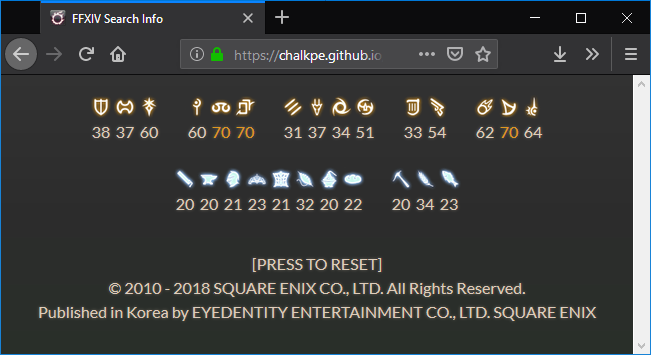 FFXIV Search Info
https://chalkpe.github.io
38 37 60 60 70 70 31 37 34 51 33 54 62 70 64
20 20 21 23 21 32 20 22 20 34 23
[PRESS TO RESET]
© 2010 - 2018 SQUARE ENIX CO., LTD. All Rights Reserved.
Published in Korea by EYEDENTITY ENTERTAINMENT CO., LTD. SQUARE ENIX